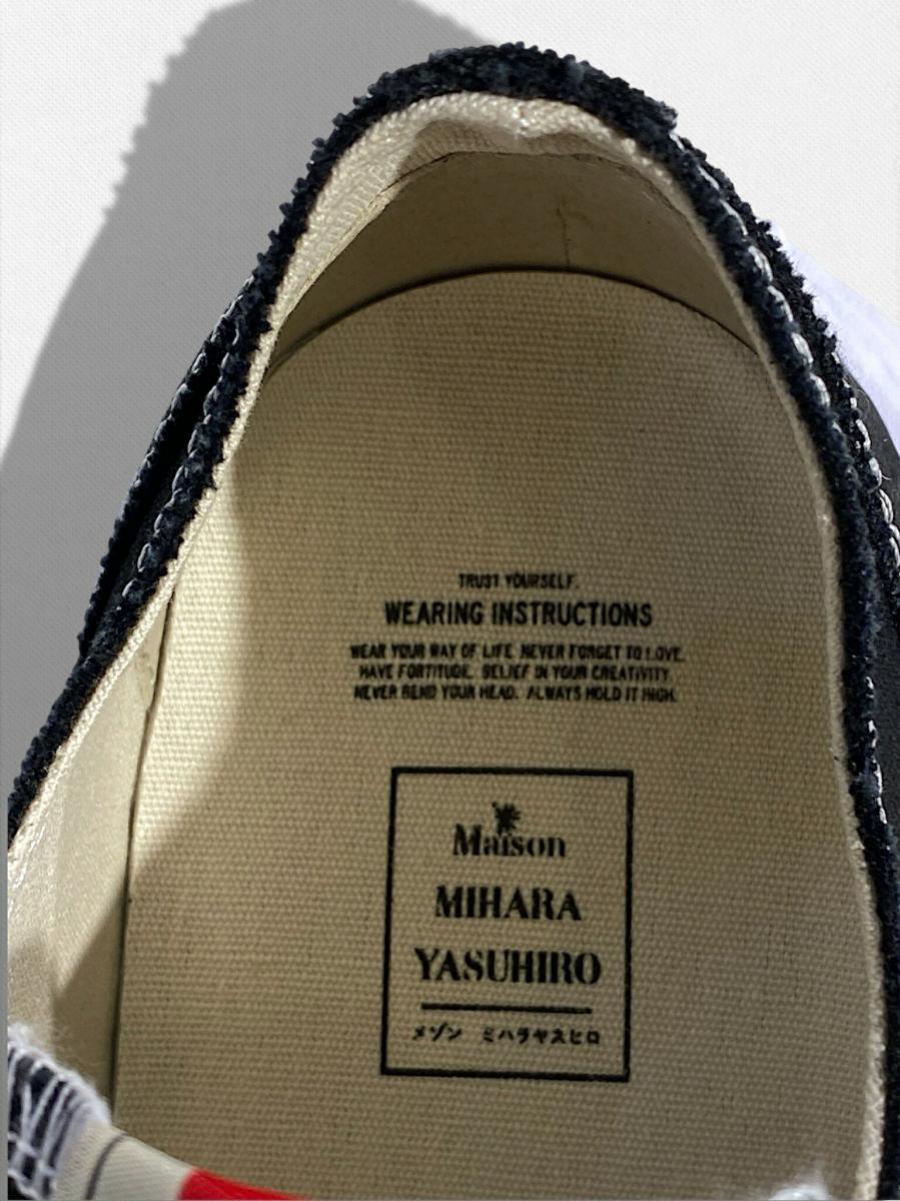 TRUST YOURSELF.
WEARING INSTRUCTIONS
WEAR YOUR WAY OF LIFE. NEVER FORGET TO LOVE.
HAVE FORTITUDE. BELIEF IN YOUR CREATIVITY.
NEVER BEND YOUR HEAD. ALWAYS HOLD IT HIGH.
Maison
MIHARA
YASUHIRO
メゾン ミハラヤスヒロ